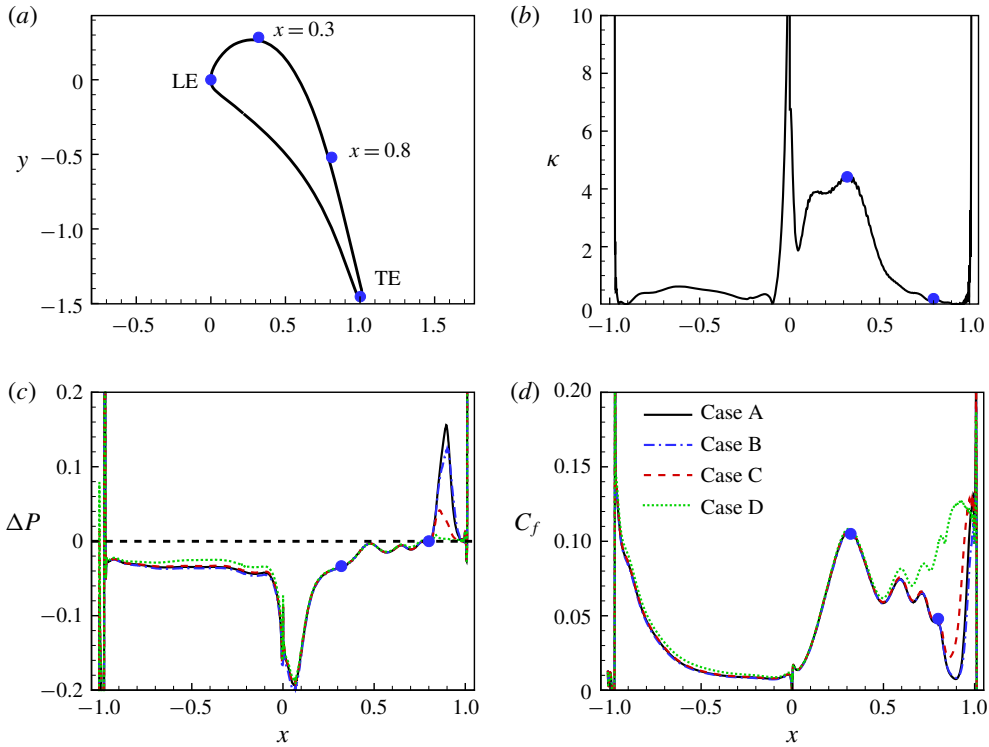 (a)
x = 0.3
LE
x = 0.8
TE
y
0
−0.5
−1.0
−1.5
−0.5 0 0.5 1.0 1.5
(b)
κ
10
8
6
4
2
0
−1.0 −0.5 0 0.5 1.0
(c)
ΔP
0.2
0.1
0
−0.1
−0.2
−1.0 −0.5 0 0.5 1.0
x
(d)
Case A
Case B
Case C
Case D
C_f
0.20
0.15
0.10
0.05
0
−1.0 −0.5 0 0.5 1.0
x